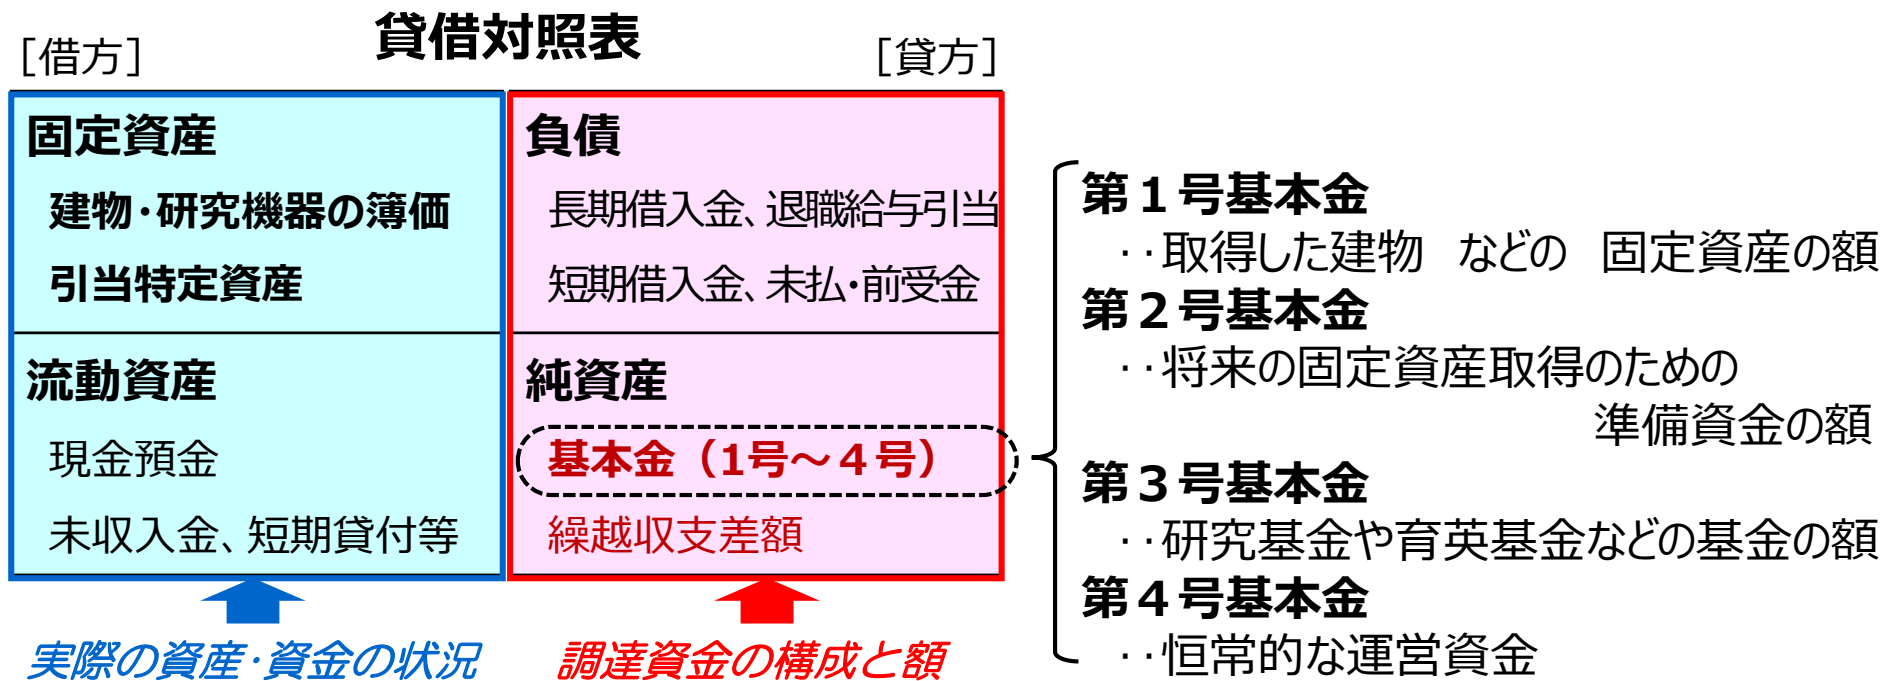 貸借対照表
［借方］
［貸方］
固定資産
建物・研究機器の簿価
引当特定資産
流動資産
現金預金
未収入金、短期貸付等
実際の資産・資金の状況
負債
長期借入金、退職給与引当
短期借入金、未払・前受金
純資産
基本金（1号～４号）
繰越収支差額
調達資金の構成と額
第１号基本金
‥取得した建物　などの　固定資産の額
第２号基本金
‥将来の固定資産取得のための
準備資金の額
第３号基本金
‥研究基金や育英基金などの基金の額
第４号基本金
‥恒常的な運営資金